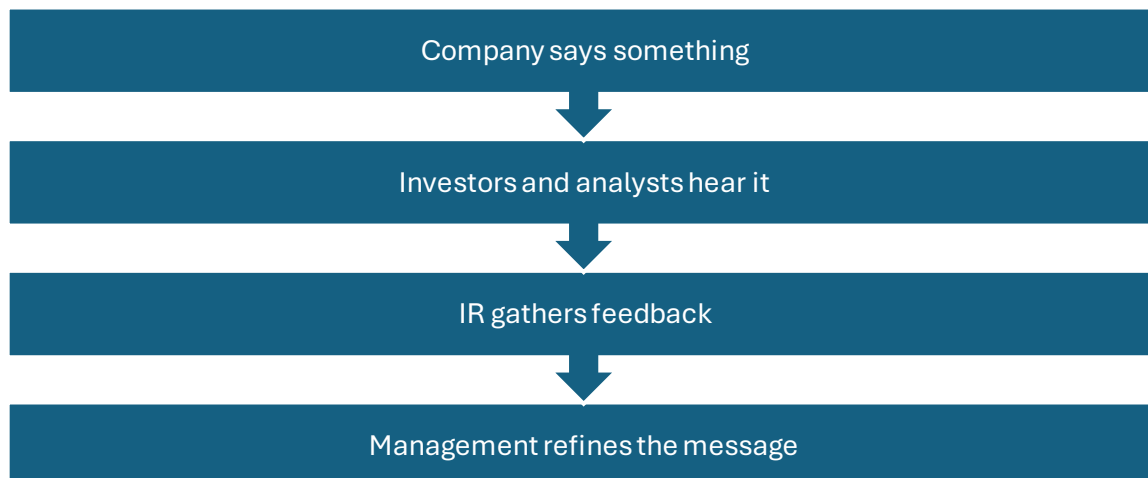 Company says something
Investors and analysts hear it
IR gathers feedback
Management refines the message